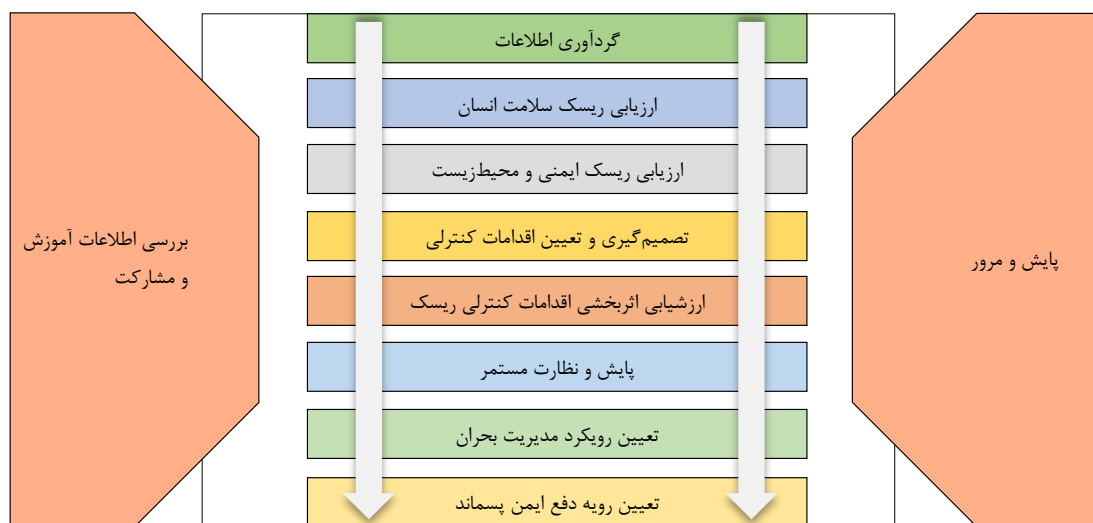 گردآوری اطلاعات
ارزیابی ریسک سلامت انسان
ارزیابی ریسک ایمنی و محیط‌زیست
تصمیم‌گیری و تعیین اقدامات کنترلی
ارزشیابی اثربخشی اقدامات کنترلی ریسک
پایش و نظارت مستمر
تعیین رویکرد مدیریت بحران
تعیین رویه دفع ایمن پسماند
پایش و مرور
بررسی اطلاعات آموزش
و مشارکت